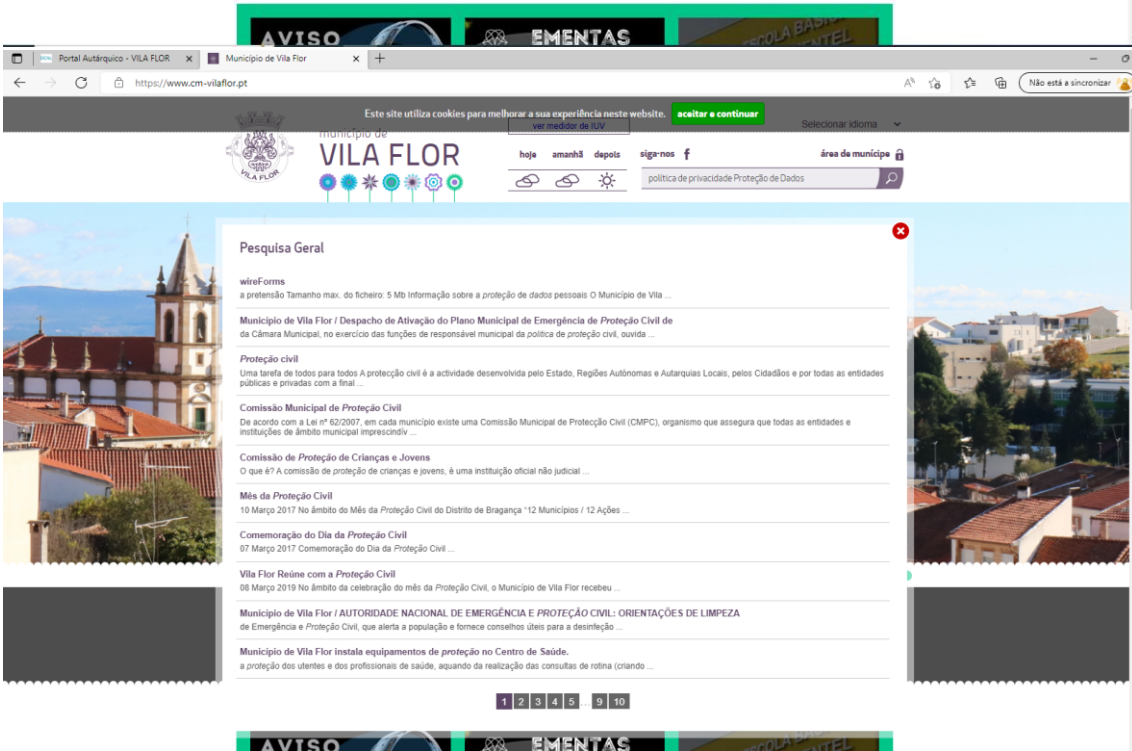 AVISO
EMENTAS
Portal Autárquico - VILA FLOR
Município de Vila Flor
https://www.cm-vilaflor.pt
Não está a sincronizar
Este site utiliza cookies para melhorar a sua experiência neste website. aceitar e continuar
ver medidor de IUV
Selecionar idioma
município de
VILA FLOR
VILA FLOR
hoje amanhã depois
siga-nos
área de munícipe
política de privacidade Proteção de Dados
Pesquisa Geral
wireForms
a pretensão Tamanho max. do ficheiro: 5 Mb Informação sobre a proteção de dados pessoais O Município de Vila ...
Município de Vila Flor / Despacho de Ativação do Plano Municipal de Emergência de Proteção Civil de
da Câmara Municipal, no exercício das funções de responsável municipal da política de proteção civil, ouvida ...
Proteção civil
Uma tarefa de todos para todos A protecção civil é a actividade desenvolvida pelo Estado, Regiões Autónomas e Autarquias Locais, pelos Cidadãos e por todas as entidades
públicas e privadas com a final ...
Comissão Municipal de Proteção Civil
De acordo com a Lei nº 62/2007, em cada município existe uma Comissão Municipal de Protecção Civil (CMPC), organismo que assegura que todas as entidades e
instituições de âmbito municipal imprescindív ...
Comissão de Proteção de Crianças e Jovens
O que é? A comissão de proteção de crianças e jovens, é uma instituição oficial não judicial ...
Mês da Proteção Civil
10 Março 2017 No âmbito do Mês da Proteção Civil do Distrito de Bragança "12 Municípios / 12 Ações ...
Comemoração do Dia da Proteção Civil
07 Março 2017 Comemoração do Dia da Proteção Civil ...
Vila Flor Reúne com a Proteção Civil
08 Março 2019 No âmbito da celebração do mês da Proteção Civil, o Município de Vila Flor recebeu ...
Município de Vila Flor / AUTORIDADE NACIONAL DE EMERGÊNCIA E PROTEÇÃO CIVIL: ORIENTAÇÕES DE LIMPEZA
de Emergência e Proteção Civil, que alerta a população e fornece conselhos úteis para a desinfeção ...
Município de Vila Flor instala equipamentos de proteção no Centro de Saúde.
a proteção dos utentes e dos profissionais de saúde, aquando da realização das consultas de rotina (criando ...
1 2 3 4 5 ... 9 10
AVISO
EMENTAS